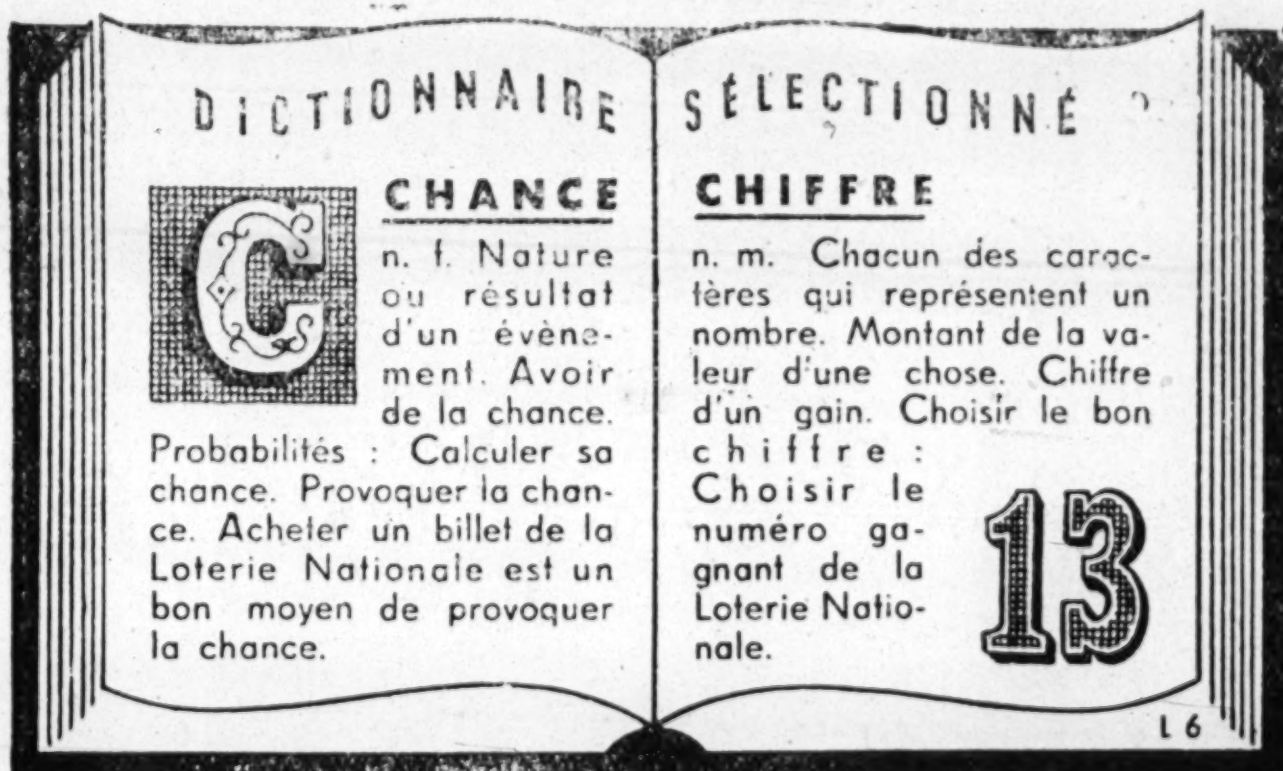 DICTIONNAIRE SÉLECTIONNÉ
C
CHANCE
n. f. Nature
ou résultat
d'un évène-
ment. Avoir
de la chance.
Probabilités : Calculer sa
chance. Provoquer la chan-
ce. Acheter un billet de la
Loterie Nationale est un
bon moyen de provoquer
la chance.
CHIFFRE
n. m. Chacun des carac-
tères qui représentent un
nombre. Montant de la va-
leur d'une chose. Chiffre
d'un gain. Choisir le bon
chiffre :
Choisir le
numéro ga-
gnant de la
Loterie Natio-
nale.
13
L 6